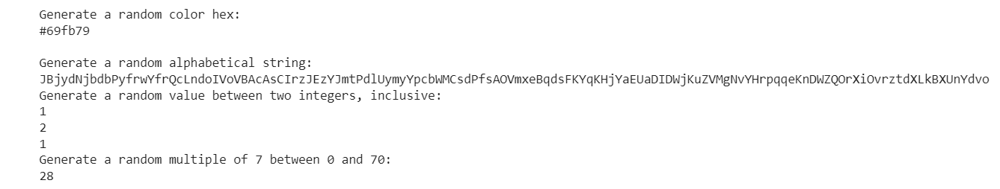 Generate a random color hex:
#69fb79
Generate a random alphabetical string:
JBjydNjbdbPyfrwYfrQcLndoIVoVBAcAsCIrzJEzYJmtPdlUymyYpcbWMCsdPfsAOVmxeBqdsFKYqKHjYaEUaDIDWjKuZVMgNvYHrpqqeKnDWZQOrXiOvrztdXLkBXUnYdvo
Generate a random value between two integers, inclusive:
1
2
1
Generate a random multiple of 7 between 0 and 70:
28